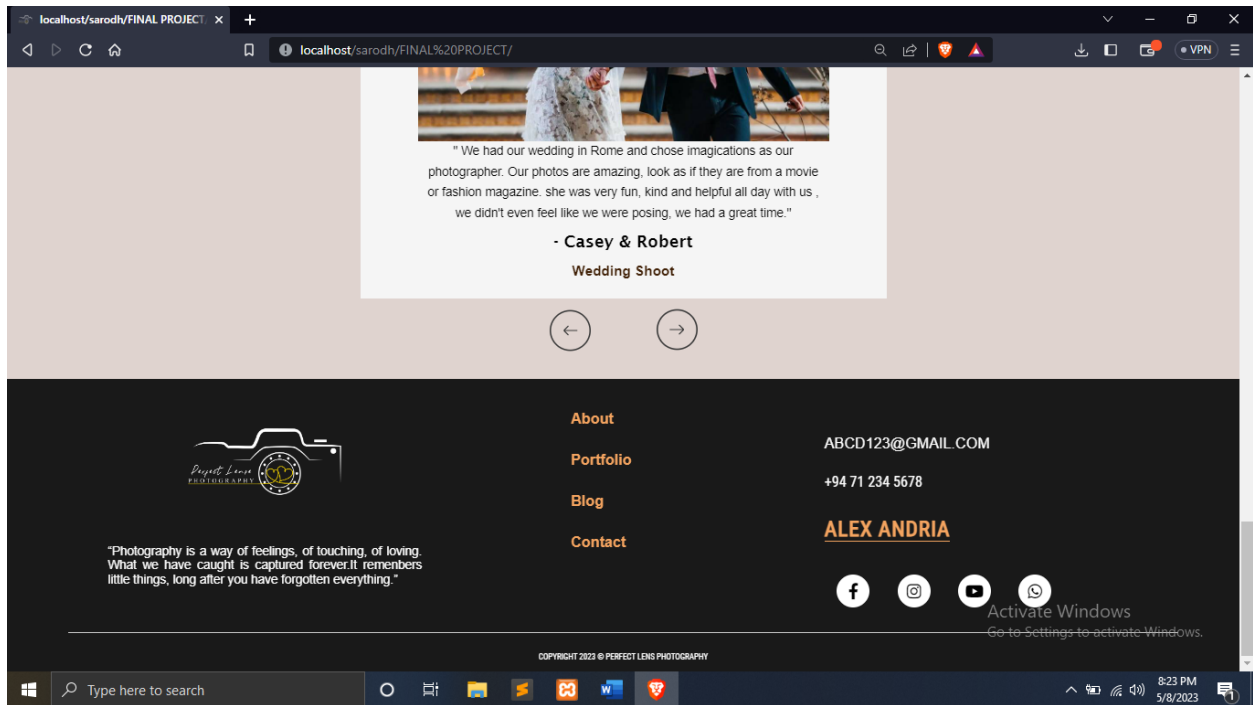 localhost/sarodh/FINAL PROJECT/
localhost/sarodh/FINAL%20PROJECT/
VPN
" We had our wedding in Rome and chose imagications as our
photographer. Our photos are amazing, look as if they are from a movie
or fashion magazine. she was very fun, kind and helpful all day with us ,
we didn't even feel like we were posing, we had a great time."
- Casey & Robert
Wedding Shoot
Perfect Lense
PHOTOGRAPHY
“Photography is a way of feelings, of touching, of loving.
What we have caught is captured forever.It remenbers
little things, long after you have forgotten everything.”
About
Portfolio
Blog
Contact
ABCD123@GMAIL.COM
+94 71 234 5678
ALEX ANDRIA
Activate Windows
Go to Settings to activate Windows.
COPYRIGHT 2023 © PERFECT LENS PHOTOGRAPHY
Type here to search
8:23 PM
5/8/2023
1